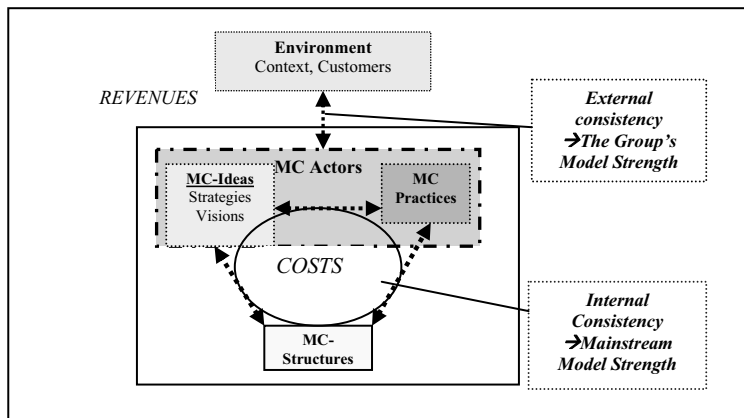 Environment
Context, Customers
REVENUES
External
consistency
→The Group's
Model Strength
MC Actors
MC-Ideas
Strategies
Visions
MC
Practices
COSTS
Internal
Consistency
→Mainstream
Model Strength
MC-
Structures